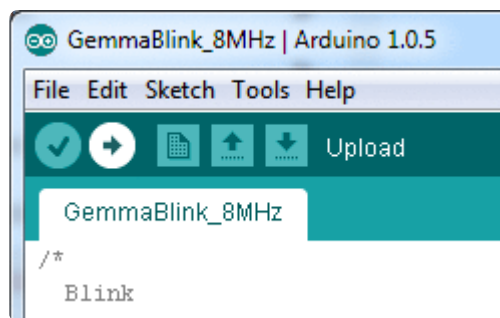 GemmaBlink_8MHz | Arduino 1.0.5
File Edit Sketch Tools Help
Upload
GemmaBlink_8MHz
/*
Blink